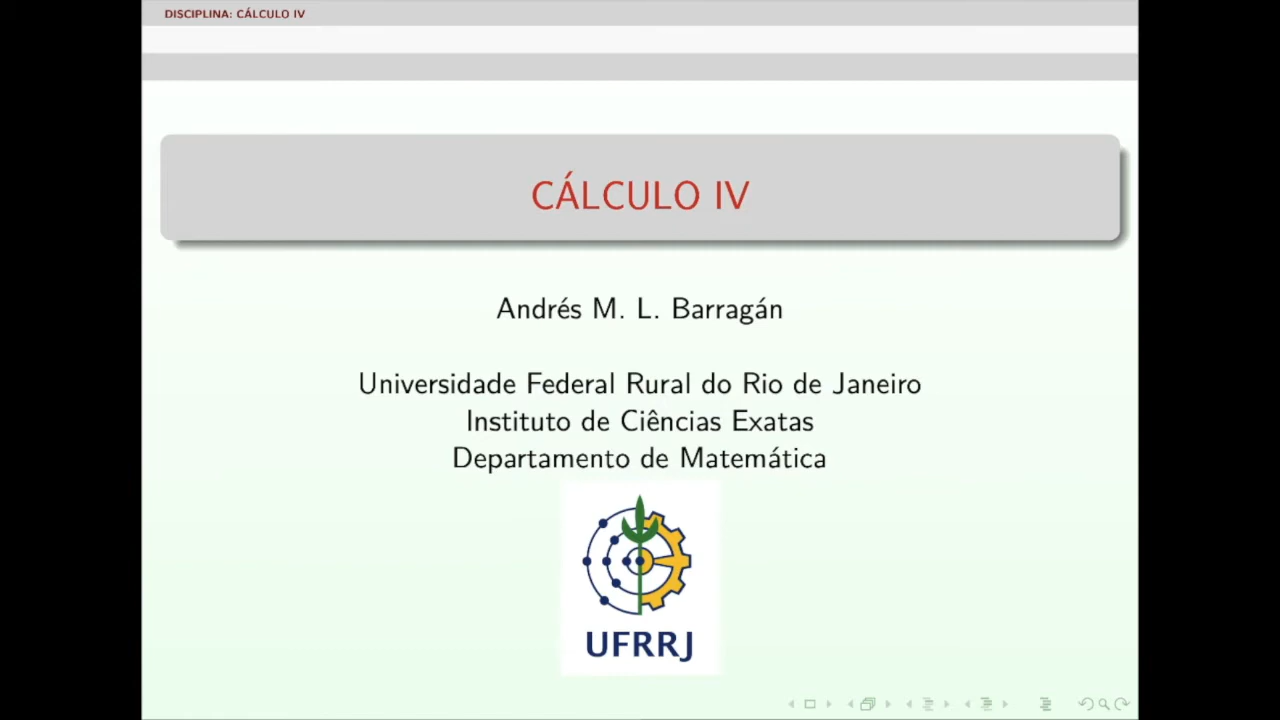 DISCIPLINA: CÁLCULO IV
CÁLCULO IV
Andrés M. L. Barragán
Universidade Federal Rural do Rio de Janeiro
Instituto de Ciências Exatas
Departamento de Matemática
UFRRJ